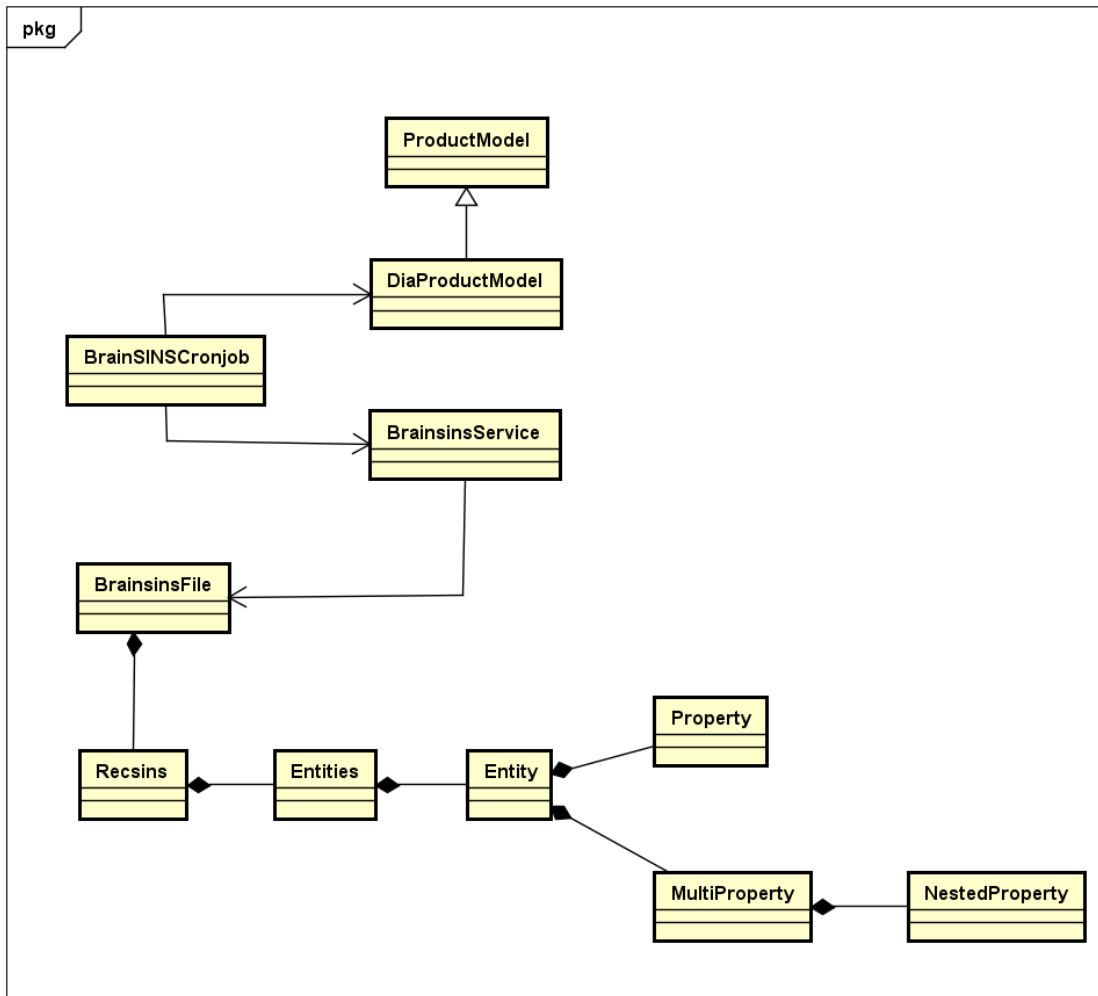 pkg
ProductModel
DiaProductModel
BrainSINSCronjob
BrainsinsService
BrainsinsFile
Property
Recsins
Entities
Entity
MultiProperty
NestedProperty